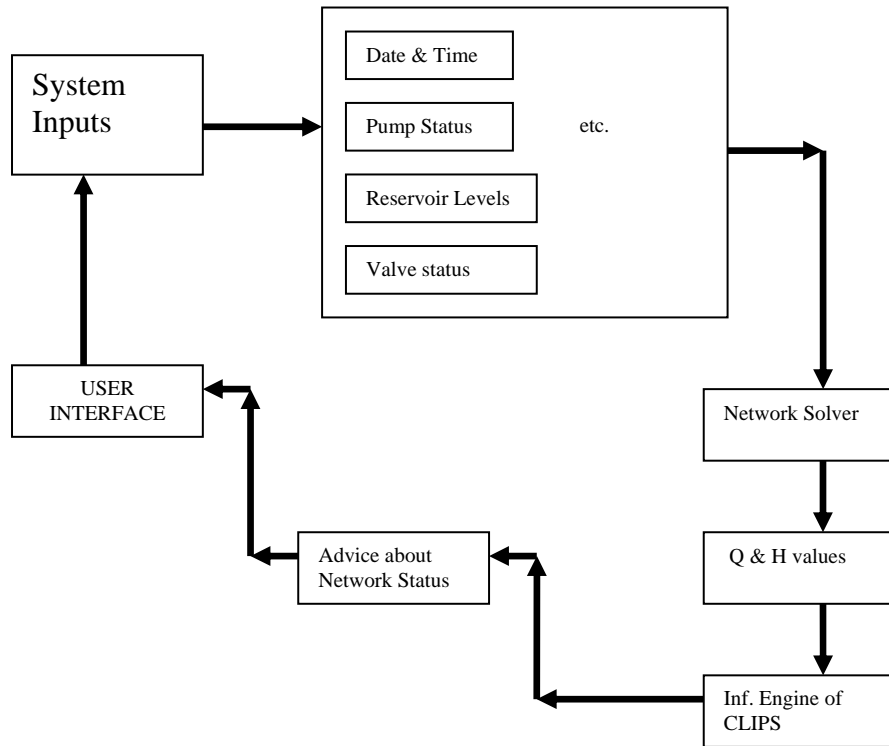 System
Inputs
Date & Time
Pump Status
etc.
Reservoir Levels
Valve status
USER
INTERFACE
Network Solver
Advice about
Network Status
Q & H values
Inf. Engine of
CLIPS